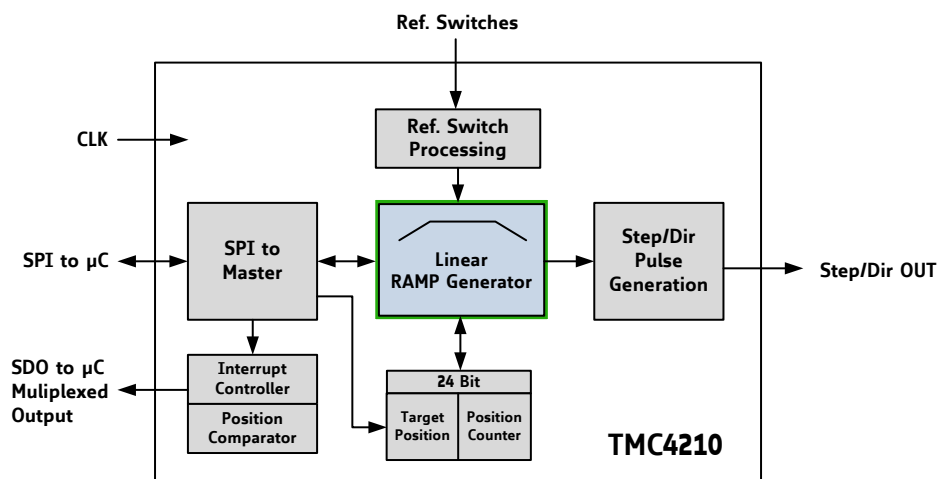 Ref. Switches
CLK
Ref. Switch
Processing
SPI to µC
SPI to
Master
Linear
RAMP Generator
Step/Dir
Pulse
Generation
Step/Dir OUT
SDO to µC
Muliplexed
Output
Interrupt
Controller
Position
Comparator
24 Bit
Target
Position
Position
Counter
TMC4210